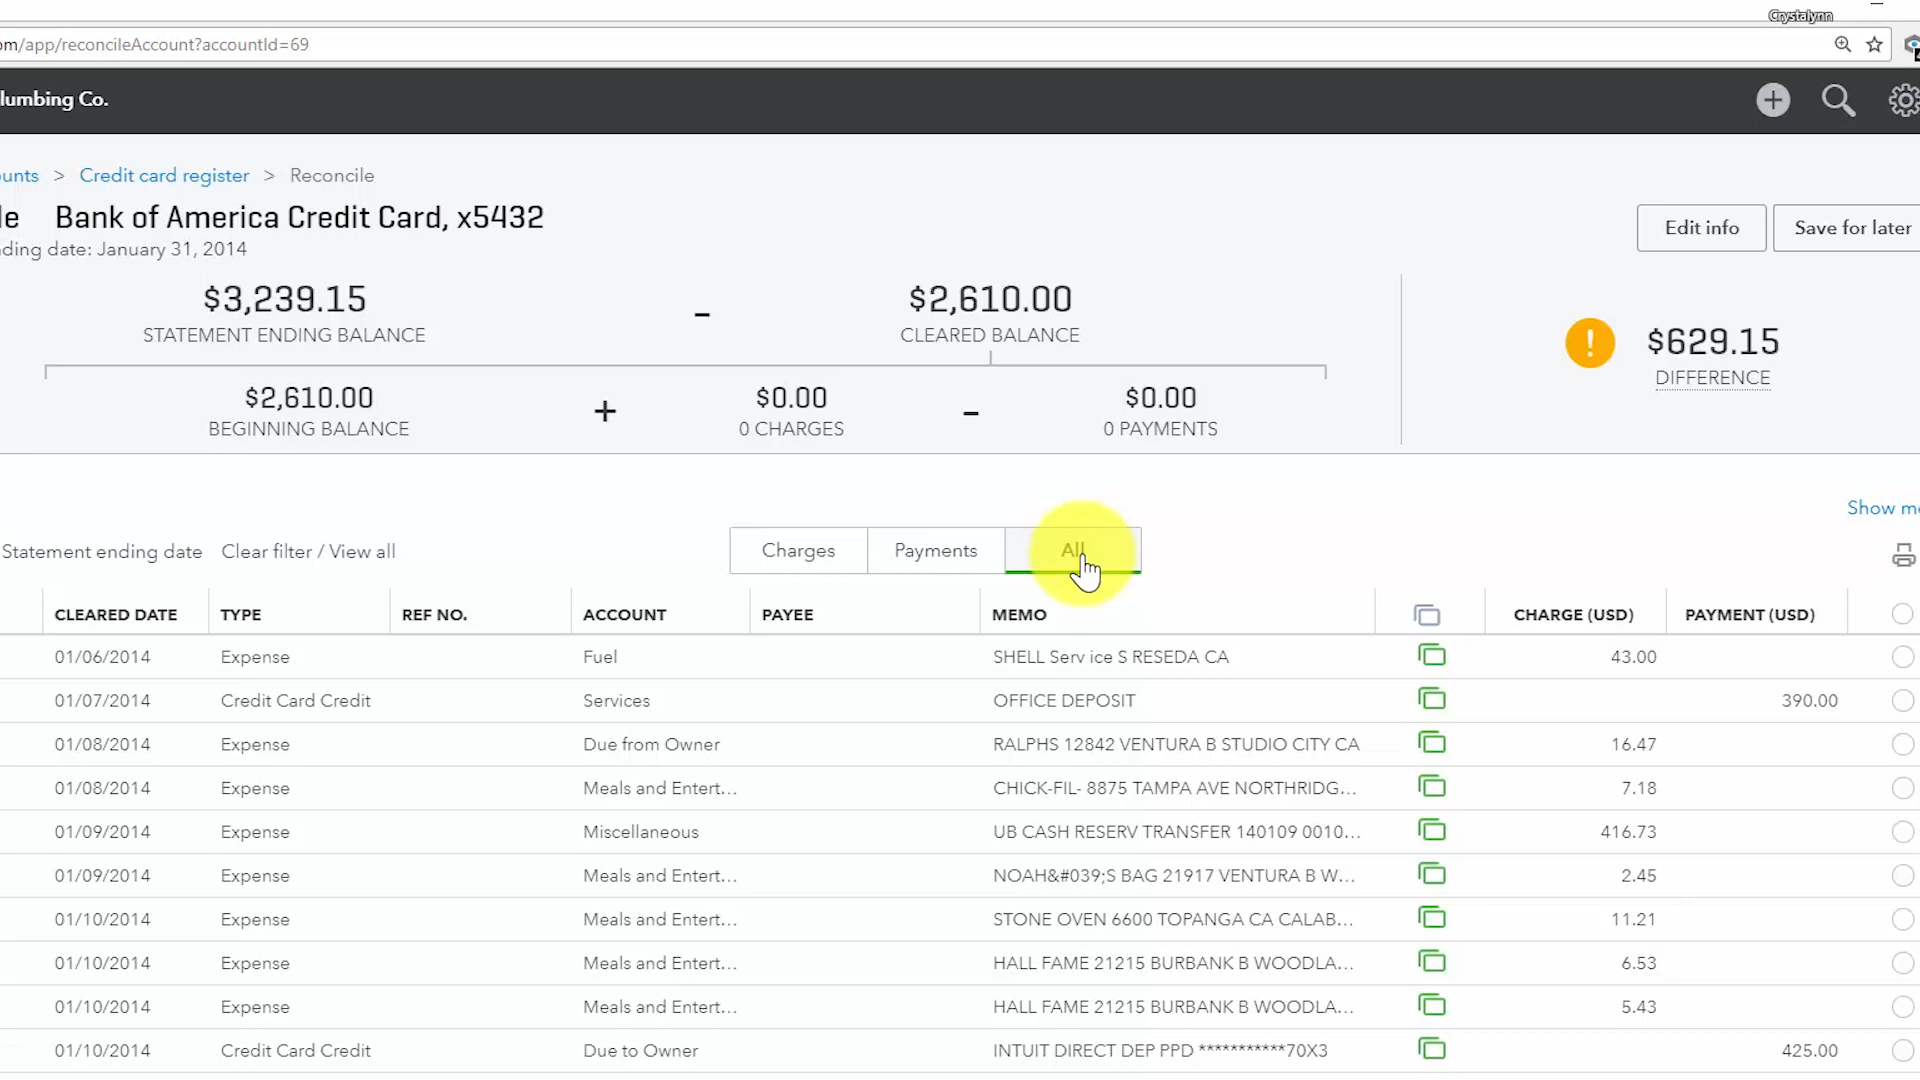 Crystalynn
om/app/reconcileAccount?accountId=69
lumbing Co.
unts > Credit card register > Reconcile
le Bank of America Credit Card, x5432
ding date: January 31, 2014
Edit info
Save for later
$3,239.15
STATEMENT ENDING BALANCE
-
$2,610.00
CLEARED BALANCE
! $629.15
DIFFERENCE
$2,610.00
BEGINNING BALANCE
+
$0.00
0 CHARGES
-
$0.00
0 PAYMENTS
Show me
Statement ending date Clear filter / View all
Charges Payments All
CLEARED DATE TYPE REF NO. ACCOUNT PAYEE MEMO CHARGE (USD) PAYMENT (USD)
01/06/2014 Expense Fuel SHELL Serv ice S RESEDA CA 43.00
01/07/2014 Credit Card Credit Services OFFICE DEPOSIT 390.00
01/08/2014 Expense Due from Owner RALPHS 12842 VENTURA B STUDIO CITY CA 16.47
01/08/2014 Expense Meals and Entert... CHICK-FIL- 8875 TAMPA AVE NORTHRIDG... 7.18
01/09/2014 Expense Miscellaneous UB CASH RESERV TRANSFER 140109 0010... 416.73
01/09/2014 Expense Meals and Entert... NOAH&#039;S BAG 21917 VENTURA B W... 2.45
01/10/2014 Expense Meals and Entert... STONE OVEN 6600 TOPANGA CA CALAB... 11.21
01/10/2014 Expense Meals and Entert... HALL FAME 21215 BURBANK B WOODLA... 6.53
01/10/2014 Expense Meals and Entert... HALL FAME 21215 BURBANK B WOODLA... 5.43
01/10/2014 Credit Card Credit Due to Owner INTUIT DIRECT DEP PPD ***********70X3 425.00